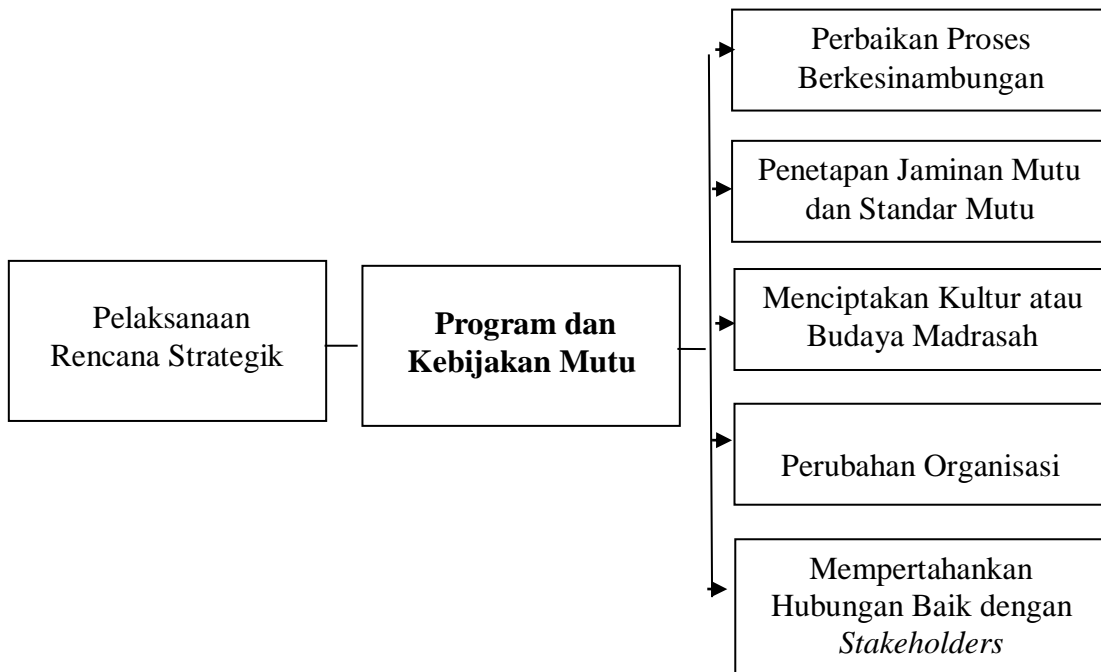 Pelaksanaan
Rencana Strategik
Program dan
Kebijakan Mutu
Perbaikan Proses
Berkesinambungan
Penetapan Jaminan Mutu
dan Standar Mutu
Menciptakan Kultur atau
Budaya Madrasah
Perubahan Organisasi
Mempertahankan
Hubungan Baik dengan
Stakeholders